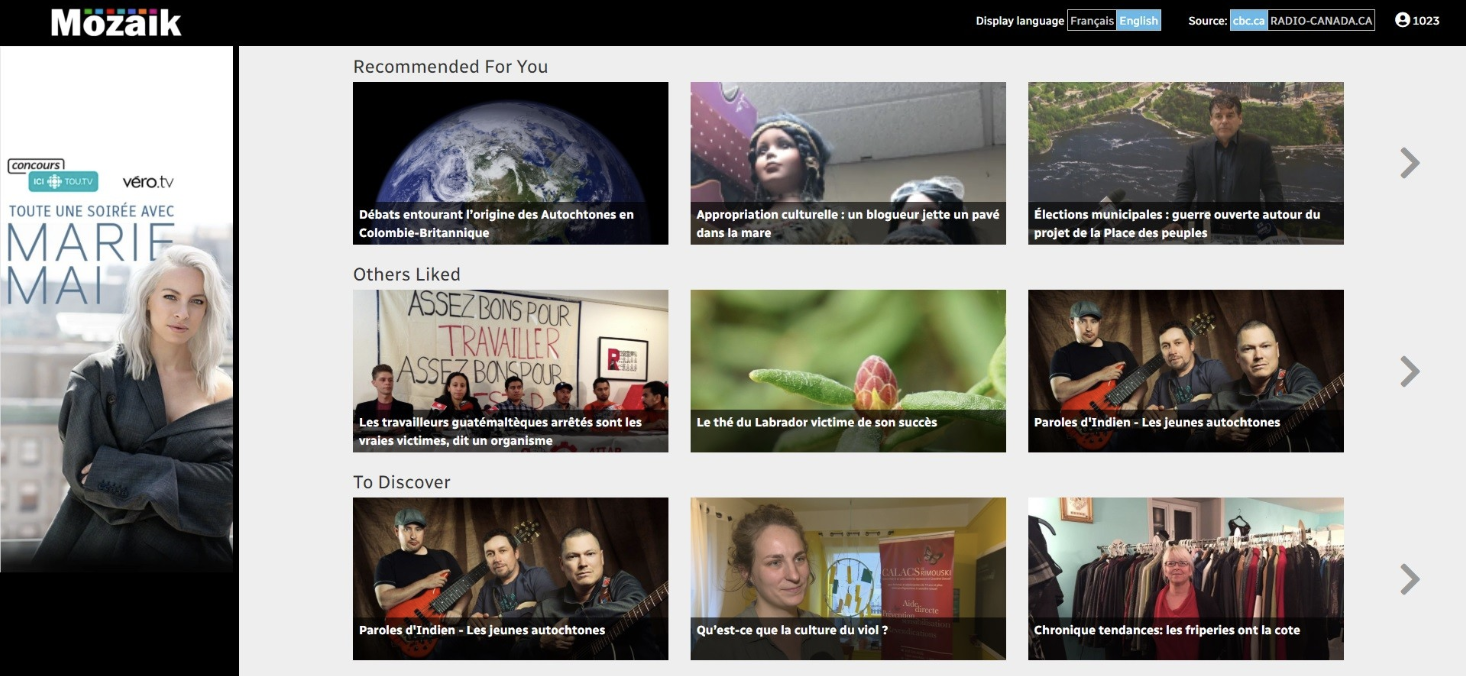 Mozaik
Display language Français English
Source: cbc.ca RADIO-CANADA.CA
1023
concours
ICI TOU.TV
véro.tv
TOUTE UNE SOIRÉE AVEC
MARIE
MAI
Recommended For You
Débats entourant l'origine des Autochtones en
Colombie-Britannique
Appropriation culturelle : un blogueur jette un pavé
dans la mare
Élections municipales : guerre ouverte autour du
projet de la Place des peuples
Others Liked
ASSEZ BONS POUR
TRAVAILLER
ASSEZ BONS POUR
Les travailleurs guatémaltèques arrêtés sont les
vraies victimes, dit un organisme
Le thé du Labrador victime de son succès
Paroles d'Indien - Les jeunes autochtones
To Discover
Paroles d'Indien - Les jeunes autochtones
CALACS
RIMOUSKI
Aide
directe
Qu'est-ce que la culture du viol ?
Chronique tendances: les friperies ont la cote